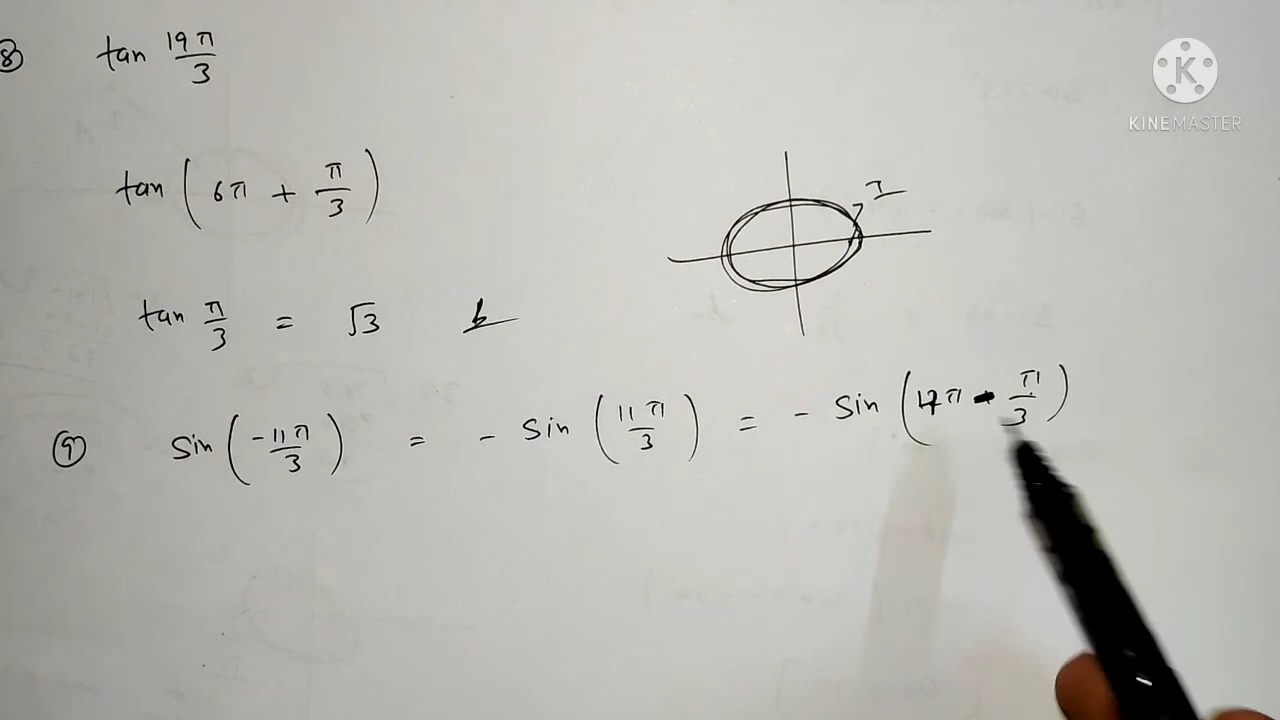 ⑧ tan 19π/3
tan (6π + π/3)
tan π/3 = √3
⑨ sin (-11π/3) = - sin (11π/3) = - sin (4π - π/3)
π
K
KINEMASTER